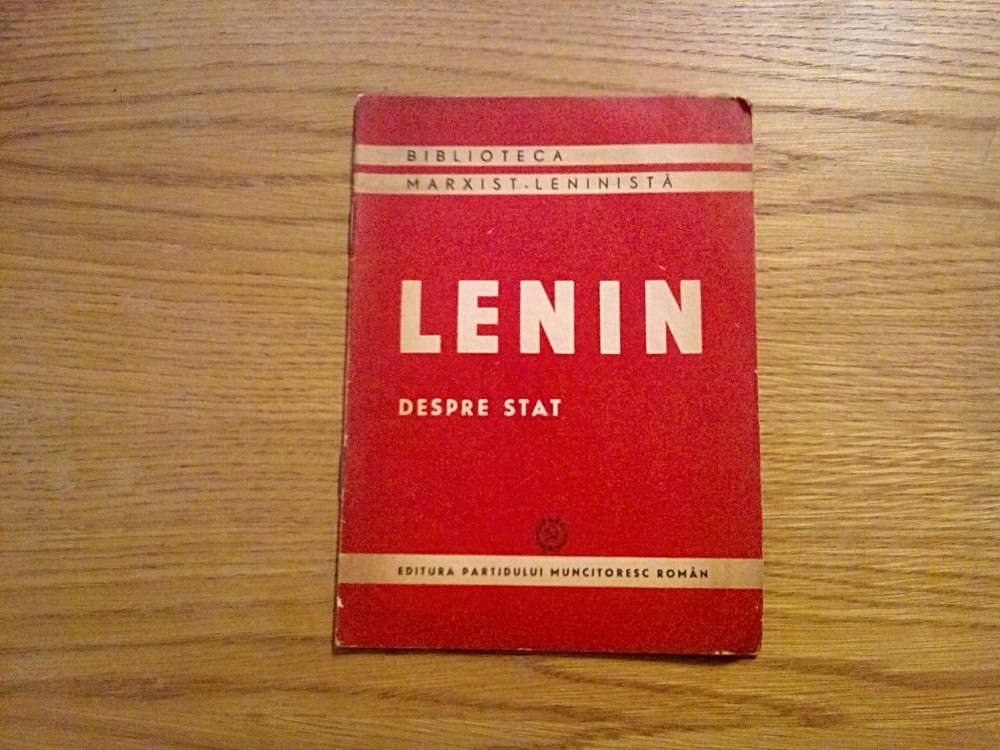 BIBLIOTECA
MARXIST-LENINISTĂ
LENIN
DESPRE STAT
EDITURA PARTIDULUI MUNCITORESC ROMÂN